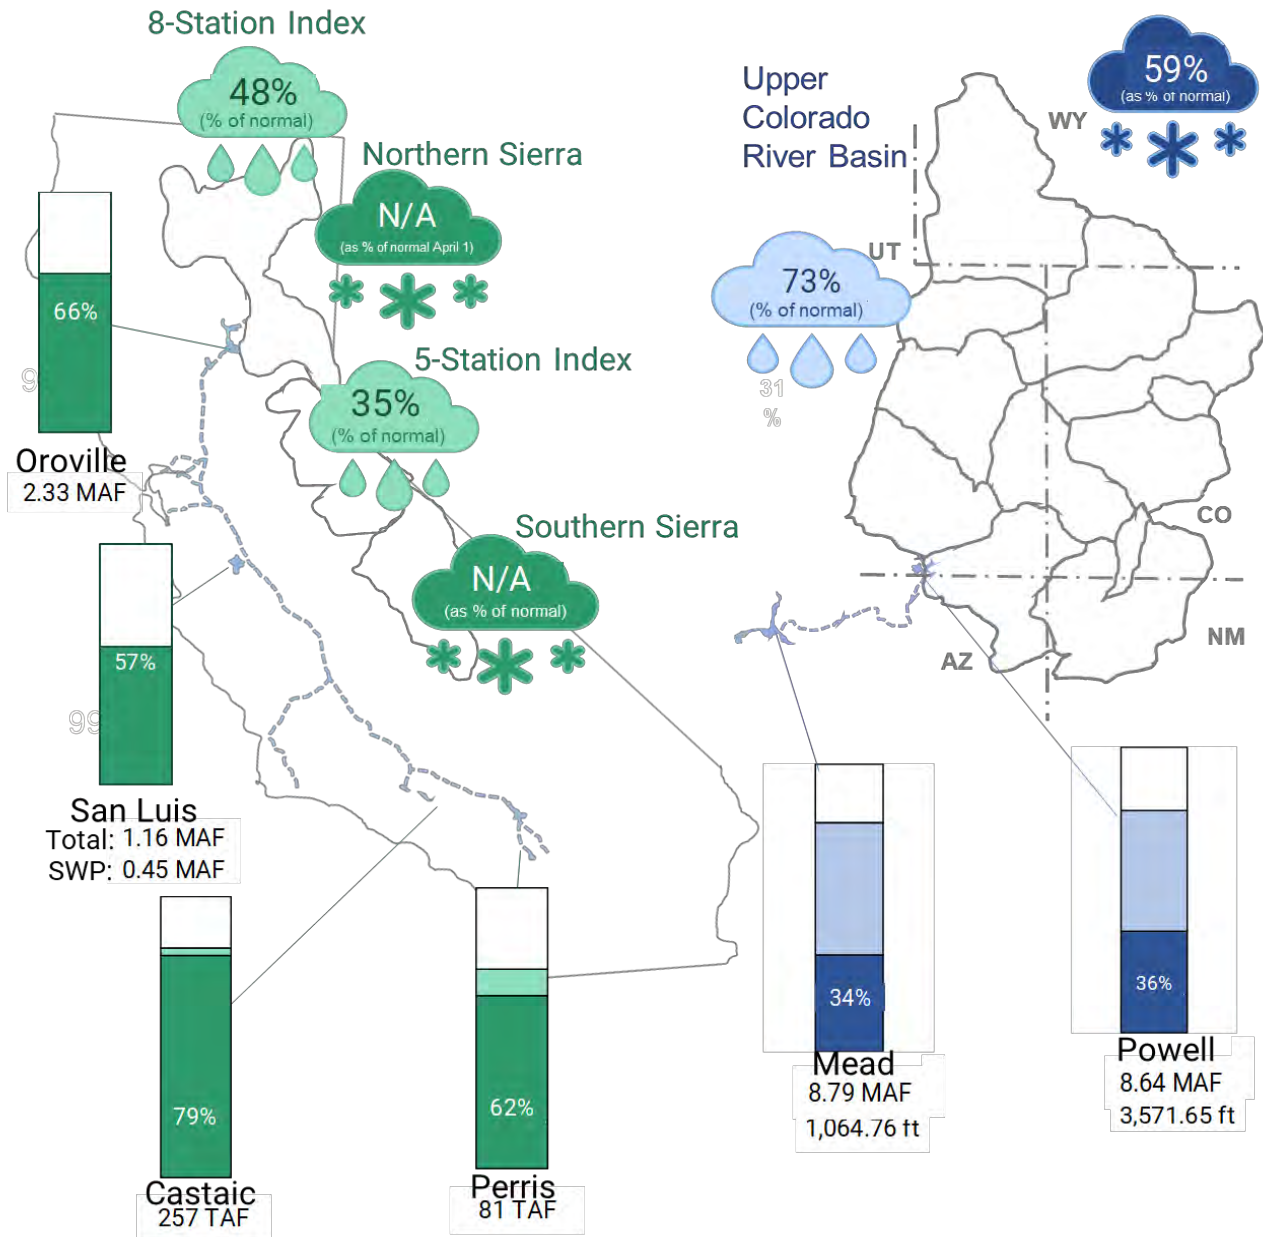 8-Station Index
48%
(% of normal)
Northern Sierra
N/A
(as % of normal April 1)
66%
9
Oroville
2.33 MAF
5-Station Index
35%
(% of normal)
Southern Sierra
N/A
(as % of normal)
57%
99
San Luis
Total: 1.16 MAF
SWP: 0.45 MAF
79%
Castaic
257 TAF
62%
Perris
81 TAF
Upper
Colorado
River Basin
59%
(as % of normal)
WY
UT
73%
(% of normal)
31
%
CO
NM
AZ
34%
Mead
8.79 MAF
1,064.76 ft
36%
Powell
8.64 MAF
3,571.65 ft